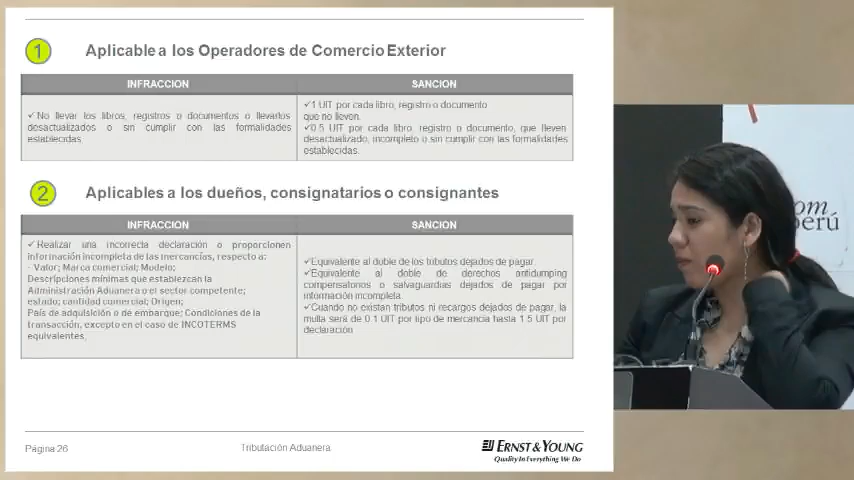 1 Aplicable a los Operadores de Comercio Exterior
INFRACCION
SANCION
✓No llevar los libros, registros o documentos o llevarlos
desactualizados o sin cumplir con las formalidades
establecidas
✓1 UIT por cada libro, registro o documento
que no lleven.
✓0.5 UIT por cada libro, registro o documento, que lleven
desactualizado, incompleto o sin cumplir con las formalidades
establecidas.
2 Aplicables a los dueños, consignatarios o consignantes
INFRACCION
SANCION
✓Realizar una incorrecta declaración o proporcionen
información incompleta de las mercancías, respecto a:
- Valor; Marca comercial; Modelo;
Descripciones mínimas que establezcan la
Administración Aduanera o el sector competente;
estado; cantidad comercial; Origen;
País de adquisición o de embarque; Condiciones de la
transacción, excepto en el caso de INCOTERMS
equivalentes,
✓Equivalente al doble de los tributos dejados de pagar.
✓Equivalente al doble de derechos antidumping
compensatorios o salvaguardias dejados de pagar por
información incompleta.
✓Cuando no existan tributos ni recargos dejados de pagar, la
multa será de 0.1 UIT por tipo de mercancia hasta 1.5 UIT por
declaración
Página 26
Tributación Aduanera
ERNST & YOUNG
Quality In Everything We Do
om
perú